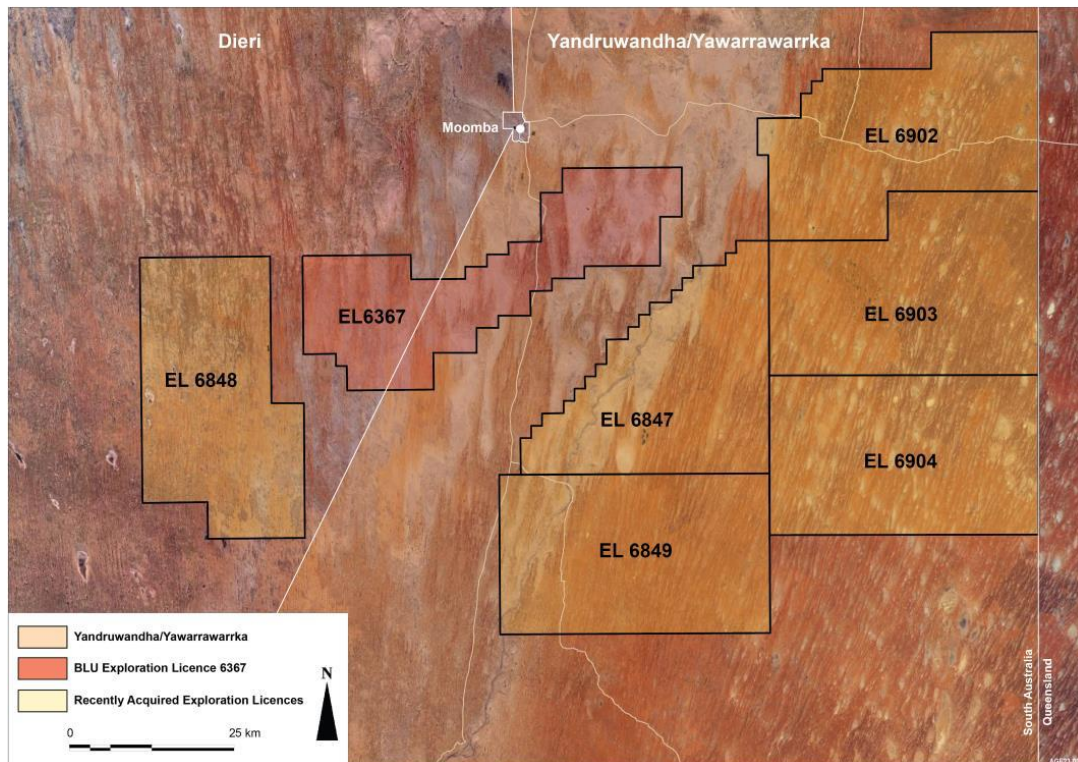 Dieri
Yandruwandha/Yawarrawarrka
Moomba
EL 6902
EL6367
EL 6903
EL 6848
EL 6847
EL 6904
EL 6849
Yandruwandha/Yawarrawarrka
BLU Exploration Licence 6367
Recently Acquired Exploration Licences
N
0
25 km
South Australia
Queensland